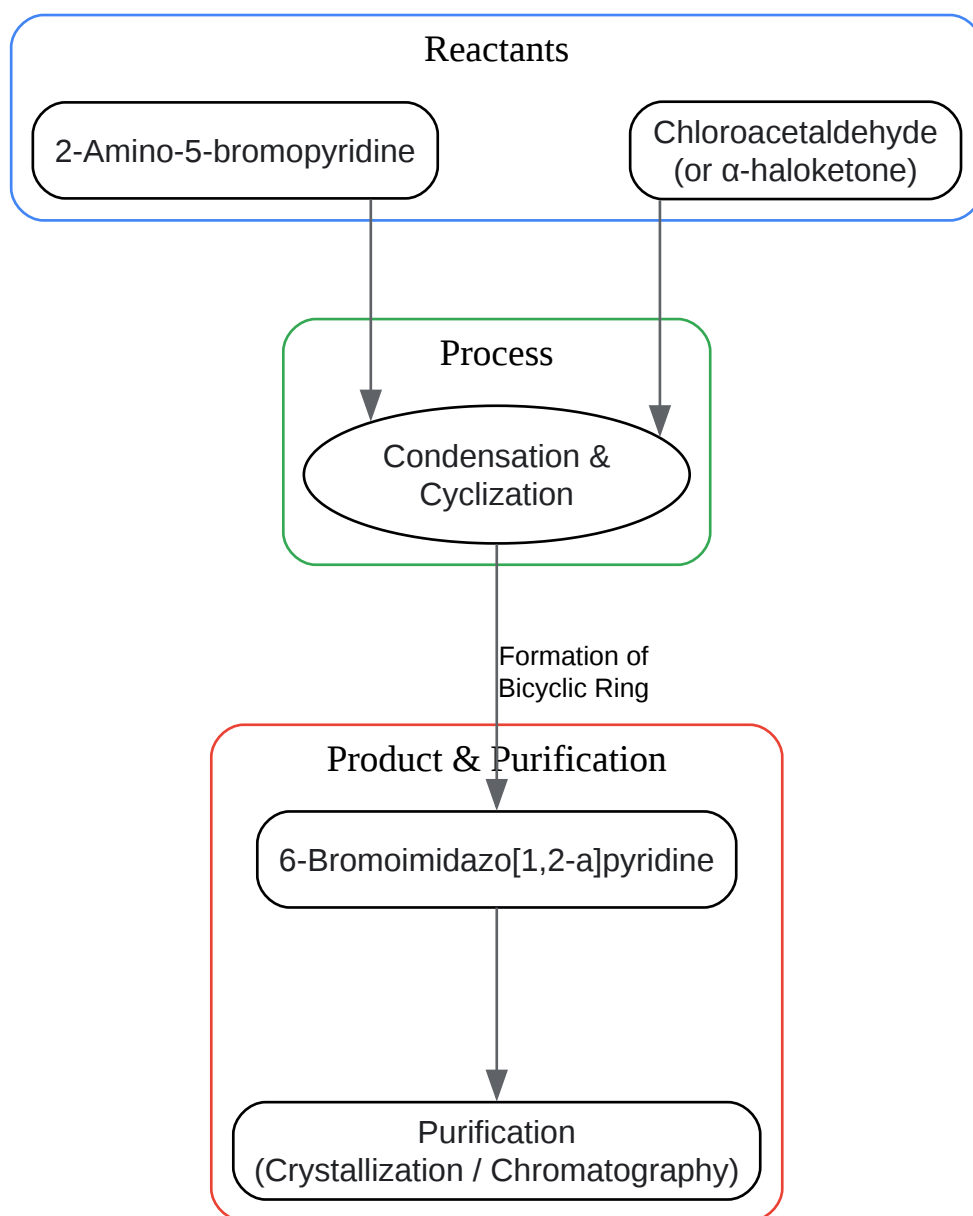 Reactants
2-Amino-5-bromopyridine
Chloroacetaldehyde
(or α-haloketone)
Process
Condensation &
Cyclization
Formation of
Bicyclic Ring
Product & Purification
6-Bromoimidazo[1,2-a]pyridine
Purification
(Crystallization / Chromatography)